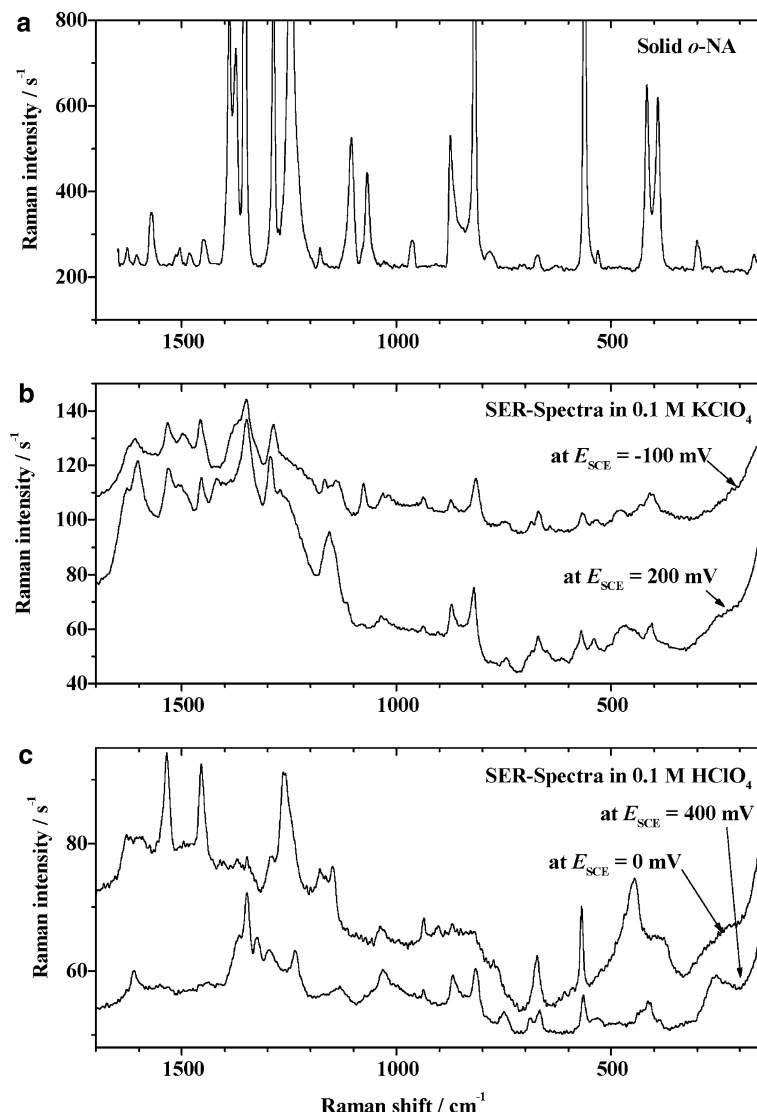 a
800
600
400
200
Raman intensity / s-1
Solid o-NA
1500
1000
500
b
140
120
100
80
60
40
Raman intensity / s-1
SER-Spectra in 0.1 M KClO4
at ESCE = -100 mV
at ESCE = 200 mV
1500
1000
500
c
80
60
Raman intensity / s-1
SER-Spectra in 0.1 M HClO4
at ESCE = 400 mV
at ESCE = 0 mV
1500
1000
500
Raman shift / cm-1